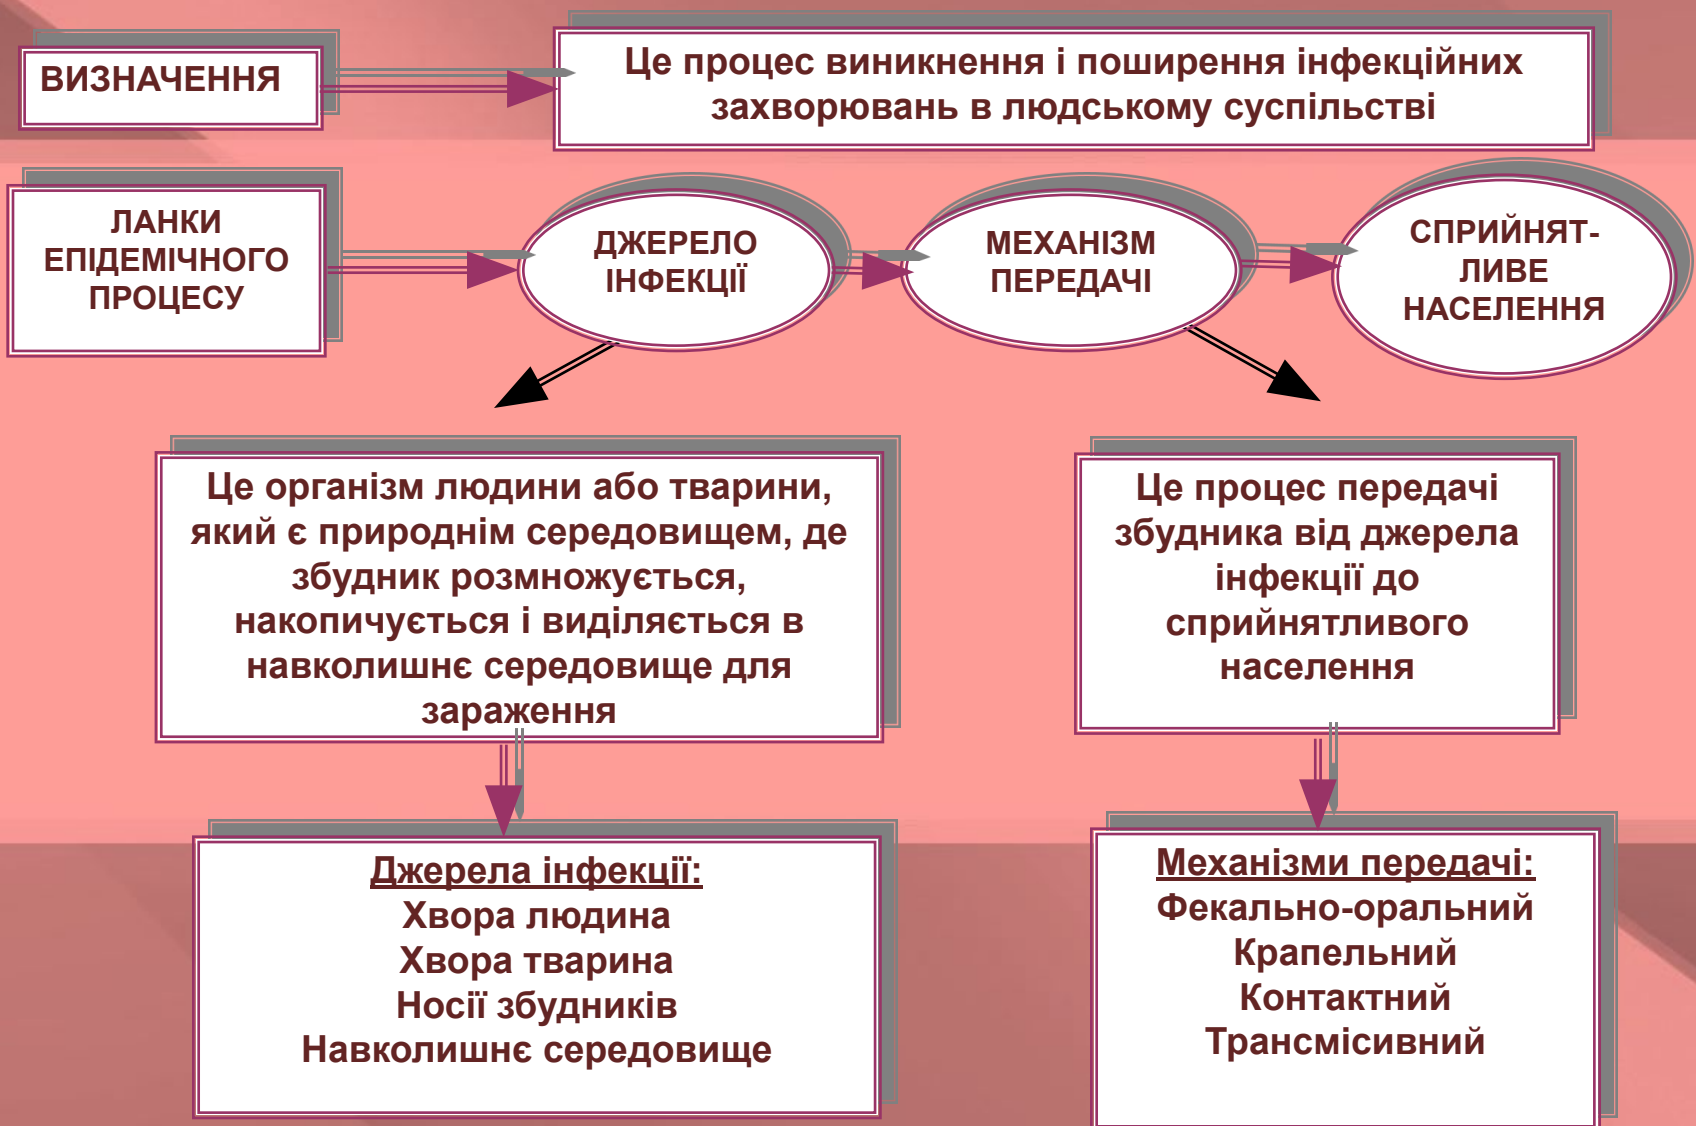 ВИЗНАЧЕННЯ
Це процес виникнення і поширення інфекційних
захворювань в людському суспільстві
ЛАНКИ
ЕПІДЕМІЧНОГО
ПРОЦЕСУ
ДЖЕРЕЛО
ІНФЕКЦІЇ
МЕХАНІЗМ
ПЕРЕДАЧІ
СПРИЙНЯТ-
ЛИВЕ
НАСЕЛЕННЯ
Це організм людини або тварини,
який є природнім середовищем, де
збудник розмножується,
накопичується і виділяється в
навколишнє середовище для
зараження
Це процес передачі
збудника від джерела
інфекції до
сприйнятливого
населення
Джерела інфекції:
Хвора людина
Хвора тварина
Носії збудників
Навколишнє середовище
Механізми передачі:
Фекально-оральний
Крапельний
Контактний
Трансмісивний